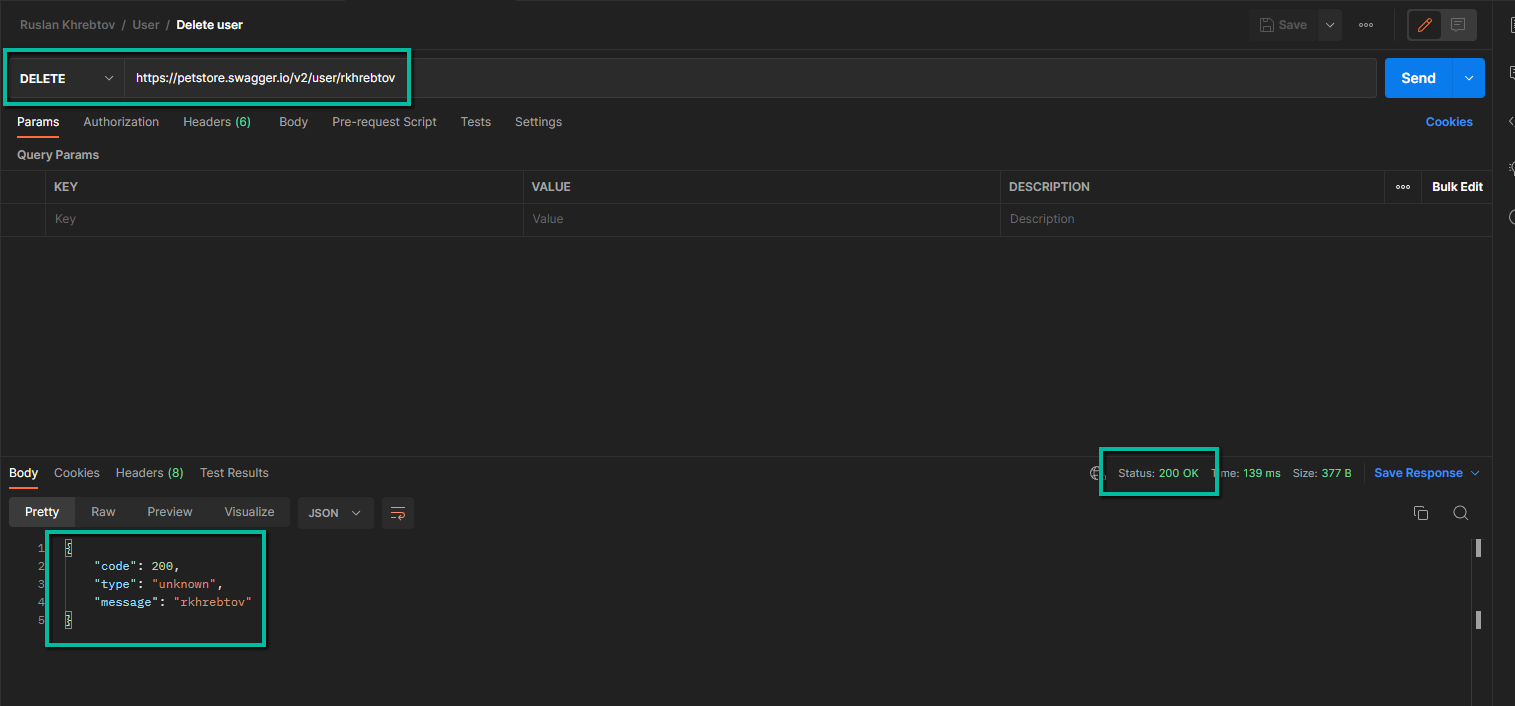 Ruslan Khrebtov / User / Delete user
Save
DELETE
https://petstore.swagger.io/v2/user/rkhrebtov
Send
Params Authorization Headers (6) Body Pre-request Script Tests Settings
Cookies
Query Params
KEY VALUE DESCRIPTION
Bulk Edit
Key Value Description
Body Cookies Headers (8) Test Results
Status: 200 OK Time: 139 ms Size: 377 B
Save Response
Pretty Raw Preview Visualize JSON
1 {
2 "code": 200,
3 "type": "unknown",
4 "message": "rkhrebtov"
5 }